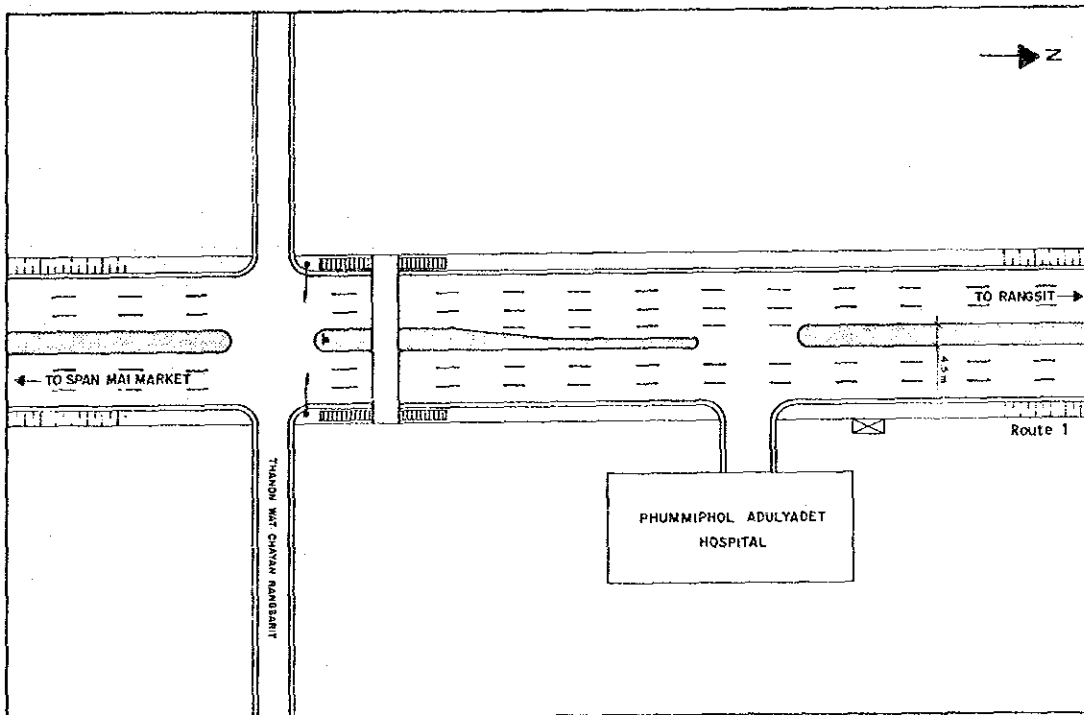 N
TO RANGSIT
TO SPAN MAI MARKET
4.5 m
Route 1
THANON WAT CHAYAN RANGSARIT
PHUMMIPHOL ADULYADET
HOSPITAL